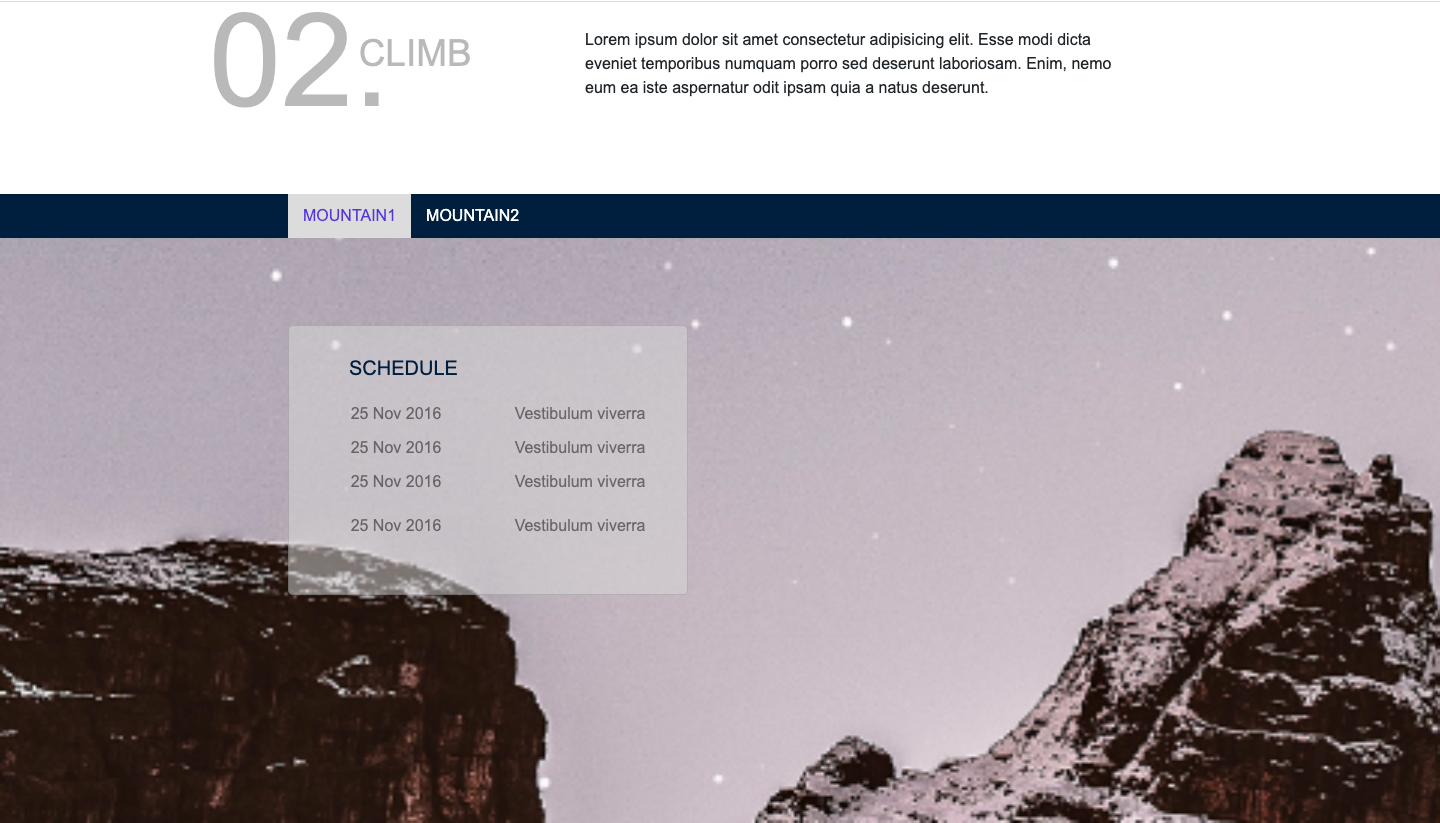 02. CLIMB
Lorem ipsum dolor sit amet consectetur adipisicing elit. Esse modi dicta
eveniet temporibus numquam porro sed deserunt laboriosam. Enim, nemo
eum ea iste aspernatur odit ipsam quia a natus deserunt.
MOUNTAIN1 MOUNTAIN2
SCHEDULE
25 Nov 2016 Vestibulum viverra
25 Nov 2016 Vestibulum viverra
25 Nov 2016 Vestibulum viverra
25 Nov 2016 Vestibulum viverra